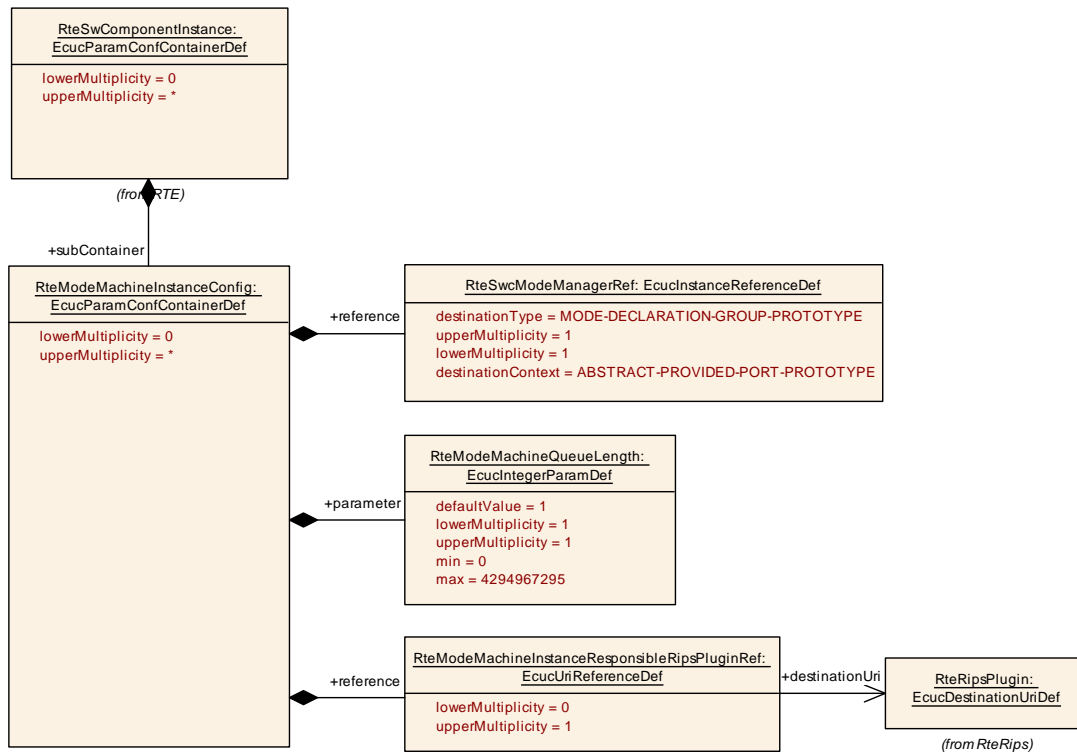 RteSwComponentInstance:
EcucParamConfContainerDef
lowerMultiplicity = 0
upperMultiplicity = *
(from RTE)
+subContainer
RteModeMachineInstanceConfig:
EcucParamConfContainerDef
lowerMultiplicity = 0
upperMultiplicity = *
+reference
RteSwcModeManagerRef: EcucInstanceReferenceDef
destinationType = MODE-DECLARATION-GROUP-PROTOTYPE
upperMultiplicity = 1
lowerMultiplicity = 1
destinationContext = ABSTRACT-PROVIDED-PORT-PROTOTYPE
+parameter
RteModeMachineQueueLength:
EcucIntegerParamDef
defaultValue = 1
lowerMultiplicity = 1
upperMultiplicity = 1
min = 0
max = 4294967295
+reference
RteModeMachineInstanceResponsibleRipsPluginRef:
EcucUriReferenceDef
lowerMultiplicity = 0
upperMultiplicity = 1
+destinationUri
RteRipsPlugin:
EcucDestinationUriDef
(from RteRips)